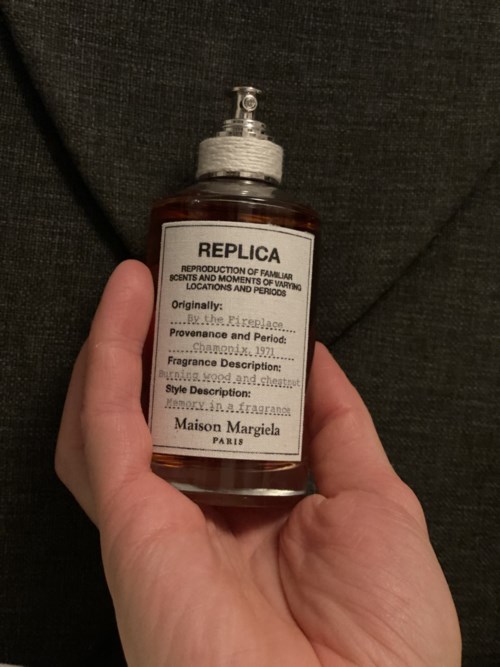 REPLICA
REPRODUCTION OF FAMILIAR
SCENTS AND MOMENTS OF VARYING
LOCATIONS AND PERIODS
Originally:
By the Fireplace
Provenance and Period:
Chamonix, 1971
Fragrance Description:
Burning wood and chestnut
Style Description:
Memory in a fragrance
Maison Margiela
PARIS